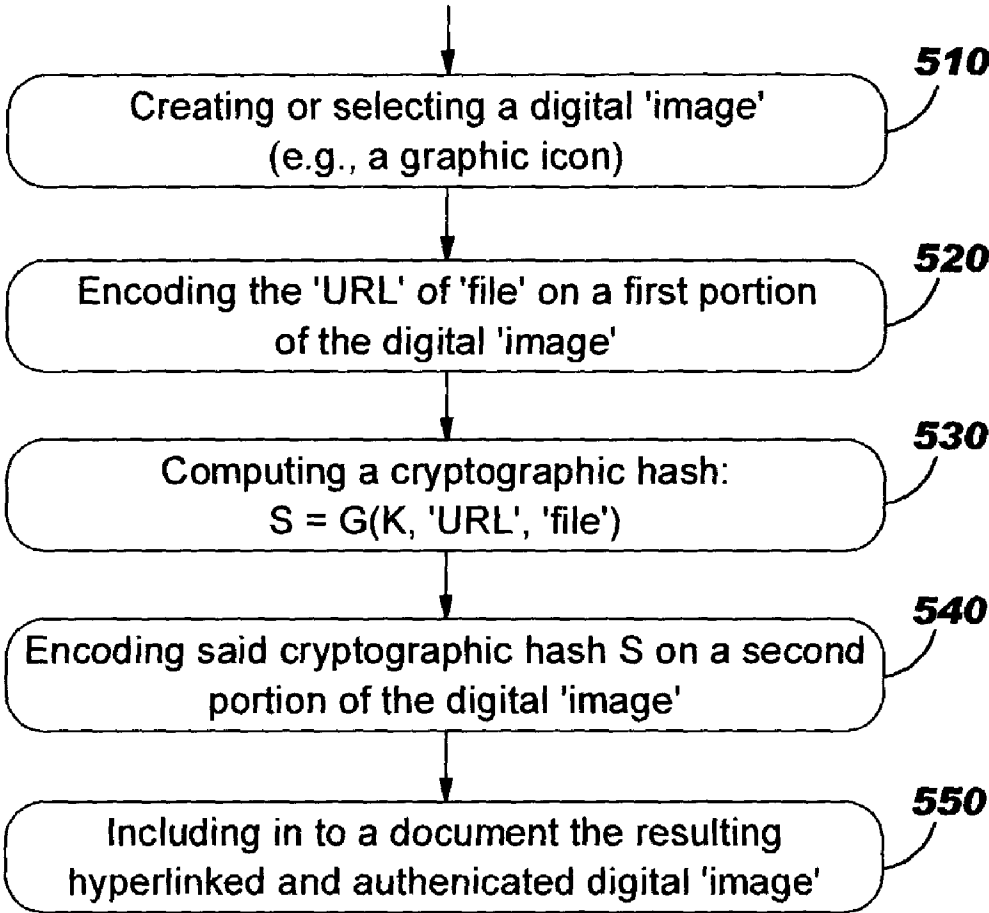 510
Creating or selecting a digital 'image'
(e.g., a graphic icon)
520
Encoding the 'URL' of 'file' on a first portion
of the digital 'image'
530
Computing a cryptographic hash:
S = G(K, 'URL', 'file')
540
Encoding said cryptographic hash S on a second
portion of the digital 'image'
550
Including in to a document the resulting
hyperlinked and authenicated digital 'image'